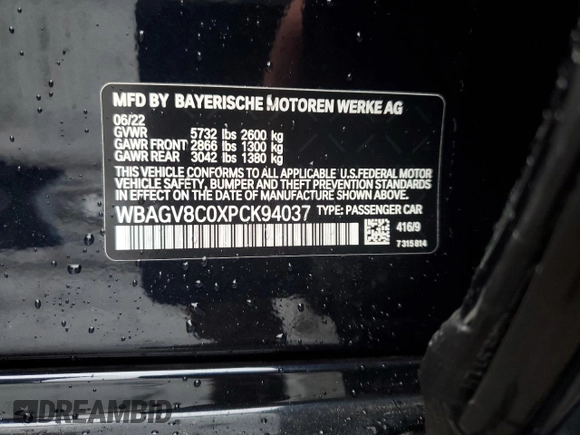 MFD BY BAYERISCHE MOTOREN WERKE AG
06/22
GVWR 5732 lbs 2600 kg
GAWR FRONT 2866 lbs 1300 kg
GAWR REAR 3042 lbs 1380 kg
THIS VEHICLE CONFORMS TO ALL APPLICABLE U.S.FEDERAL MOTOR
VEHICLE SAFETY, BUMPER AND THEFT PREVENTION STANDARDS
IN EFFECT ON THE DATE OF MANUFACTURE SHOWN ABOVE.
WBAGV8C0XPCK94037 TYPE: PASSENGER CAR
416/9
7 315 814
DREAMBID